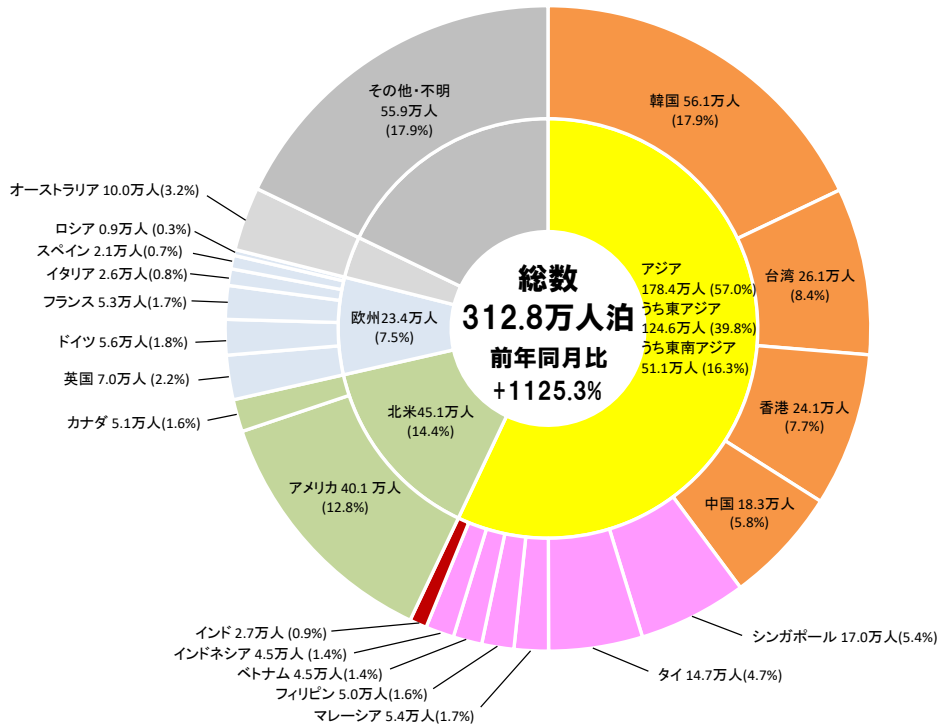 総数
312.8万人泊
前年同月比
+1125.3%
アジア
178.4万人 (57.0%)
うち東アジア
124.6万人 (39.8%)
うち東南アジア
51.1万人 (16.3%)
韓国 56.1万人
(17.9%)
台湾 26.1万人
(8.4%)
香港 24.1万人
(7.7%)
中国 18.3万人
(5.8%)
シンガポール 17.0万人(5.4%)
タイ 14.7万人(4.7%)
マレーシア 5.4万人(1.7%)
フィリピン 5.0万人(1.6%)
ベトナム 4.5万人(1.4%)
インドネシア 4.5万人 (1.4%)
インド 2.7万人 (0.9%)
北米45.1万人
(14.4%)
アメリカ 40.1 万人
(12.8%)
カナダ 5.1万人(1.6%)
欧州23.4万人
(7.5%)
英国 7.0万人 (2.2%)
ドイツ 5.6万人(1.8%)
フランス 5.3万人(1.7%)
イタリア 2.6万人(0.8%)
スペイン 2.1万人(0.7%)
ロシア 0.9万人 (0.3%)
オーストラリア 10.0万人(3.2%)
その他・不明
55.9万人
(17.9%)